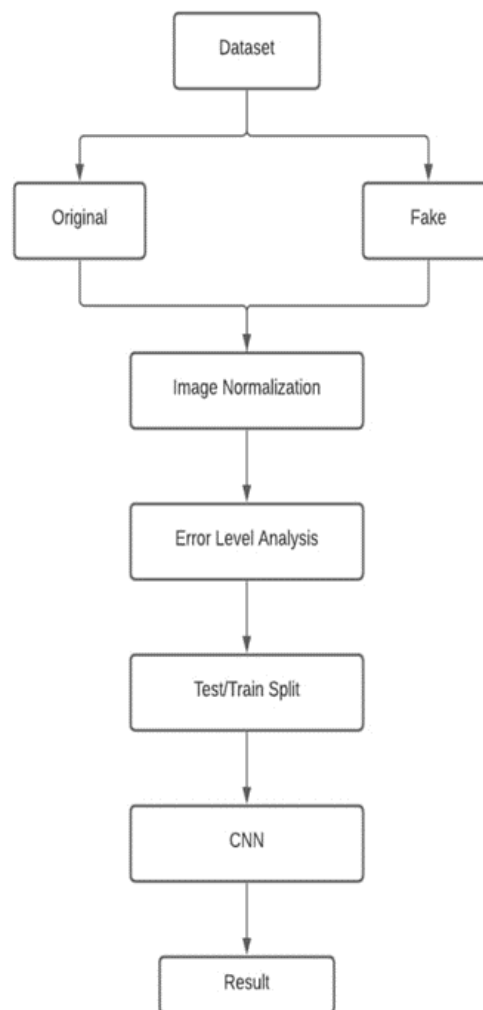 Dataset
Original
Fake
Image Normalization
Error Level Analysis
Test/Train Split
CNN
Result